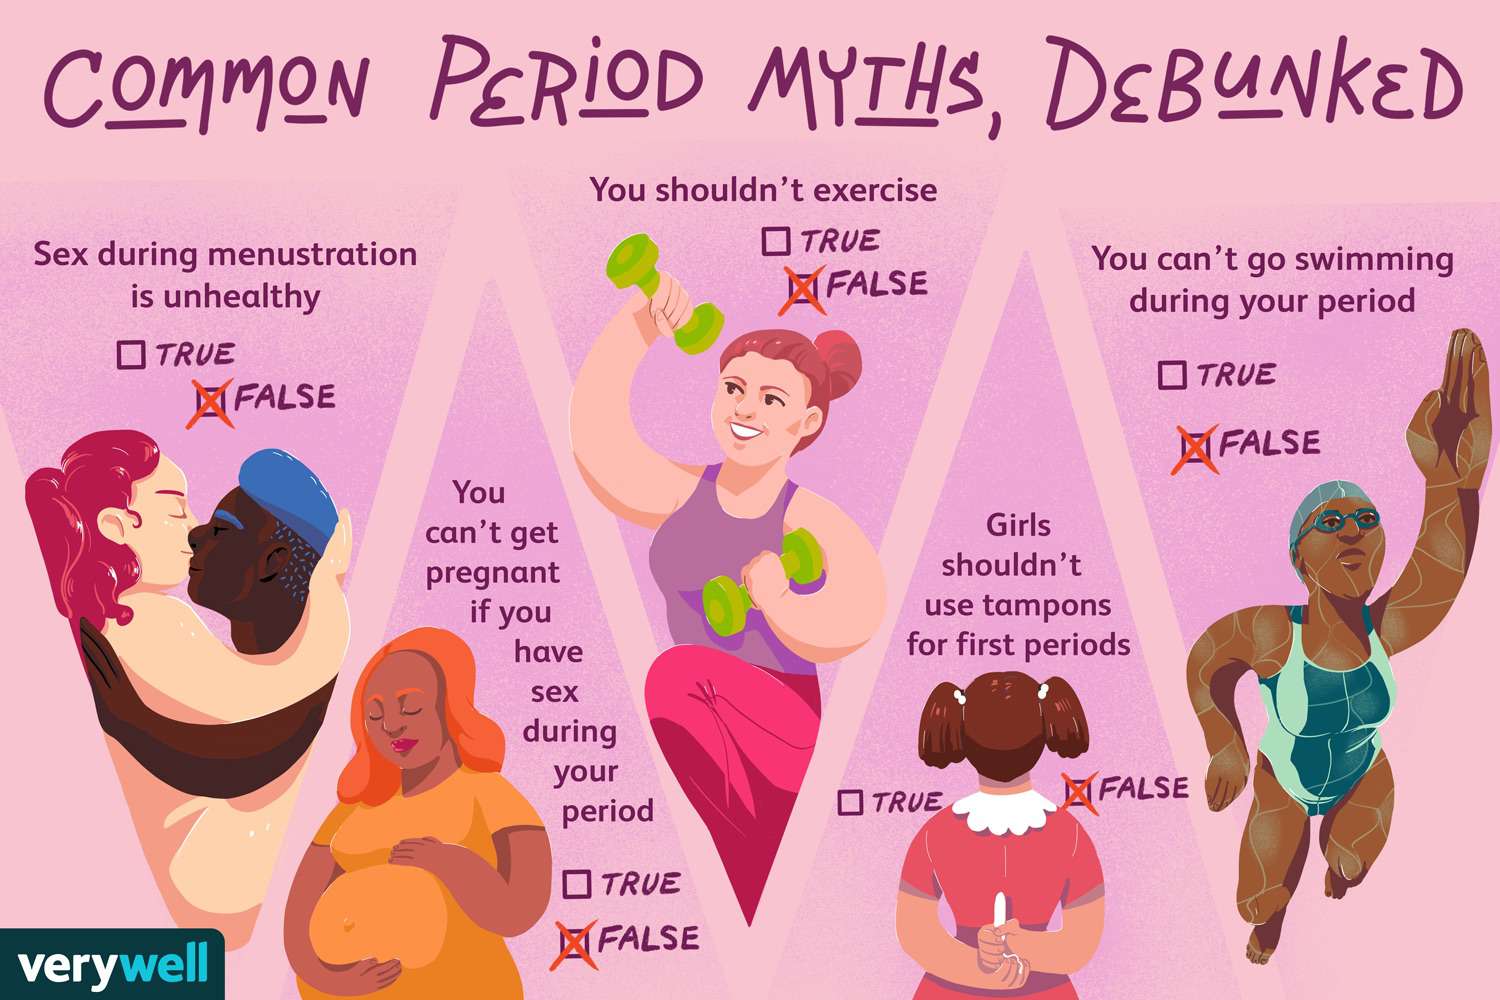 COMMON PERIOD MYTHS, DEBUNKED
Sex during menustration
is unhealthy
TRUE
FALSE
You
can't get
pregnant
if you
have
sex
during
your
period
TRUE
FALSE
You shouldn't exercise
TRUE
FALSE
Girls
shouldn't
use tampons
for first periods
TRUE
FALSE
You can't go swimming
during your period
TRUE
FALSE
verywell